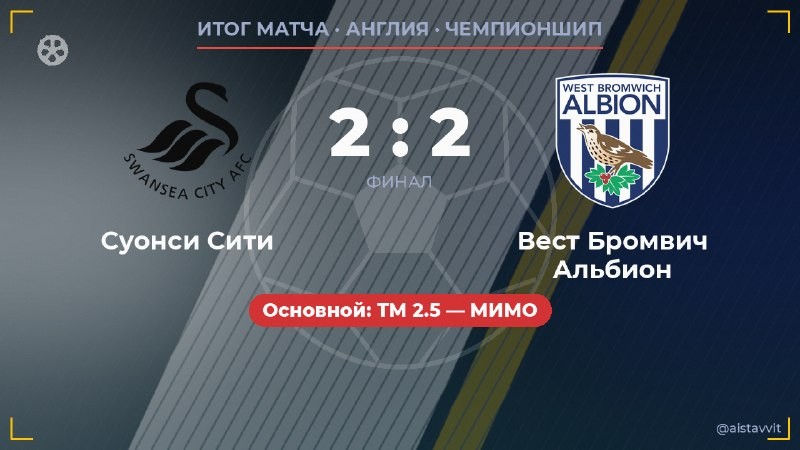 ИТОГ МАТЧА · АНГЛИЯ · ЧЕМПИОНШИП
2 : 2
ФИНАЛ
SWANSEA CITY AFC
WEST BROMWICH
ALBION
Суонси Сити
Вест Бромвич
Альбион
Основной: ТМ 2.5 — МИМО
@aistavvit